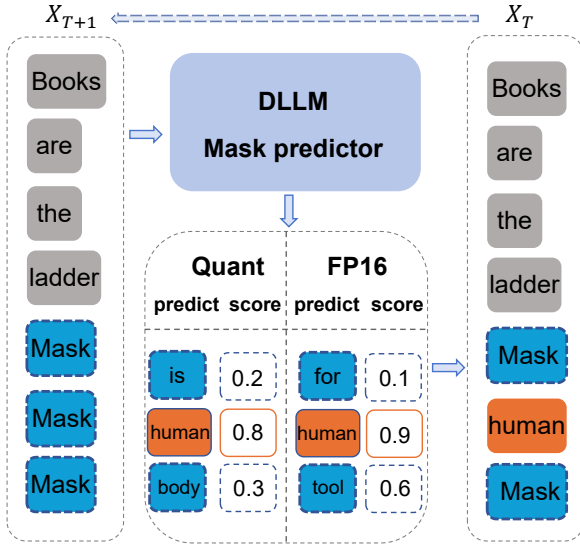 X_{T+1}
X_T
Books
are
the
ladder
Mask
Mask
Mask
DLLM
Mask predictor
Quant
FP16
predict score
predict score
is 0.2
for 0.1
human 0.8
human 0.9
body 0.3
tool 0.6
Books
are
the
ladder
Mask
human
Mask